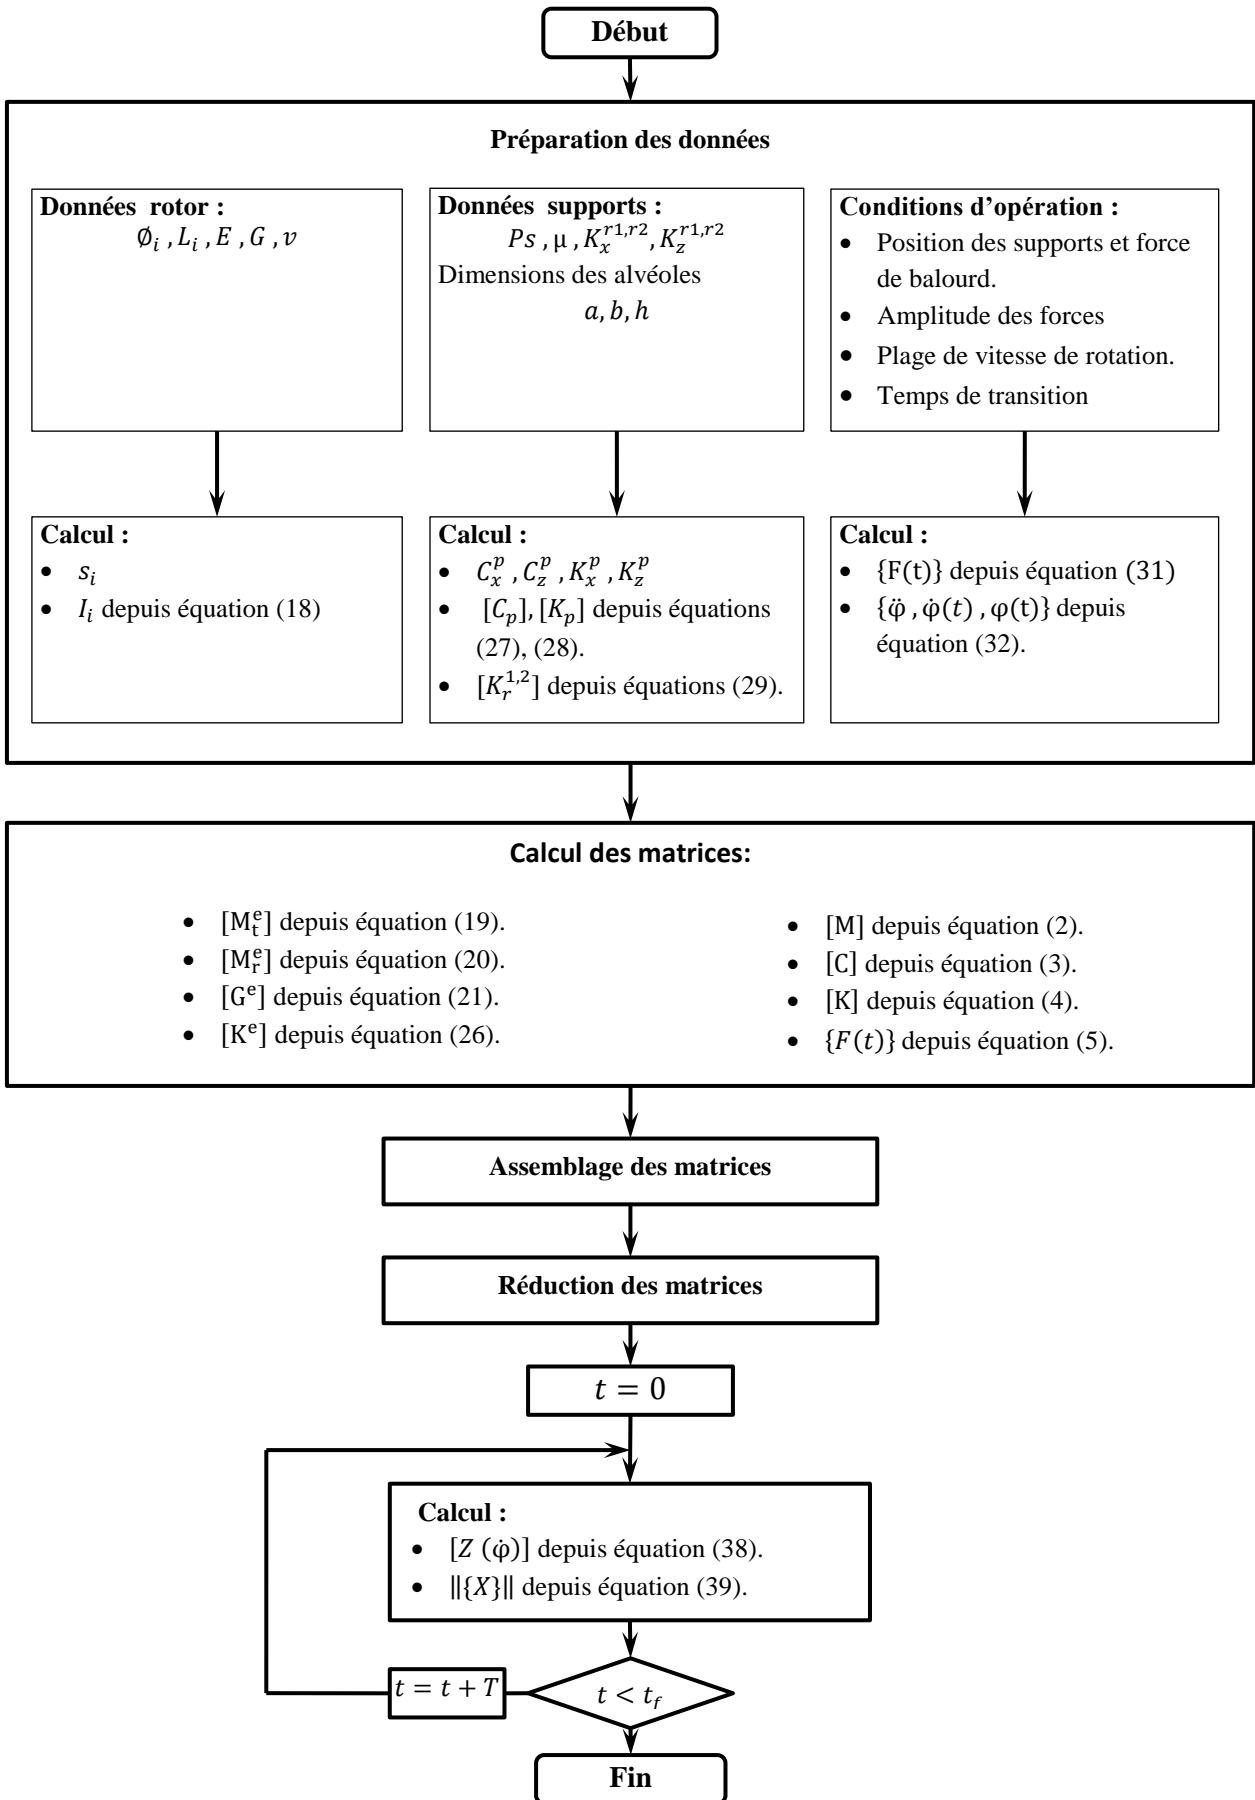 Début
Préparation des données
Données rotor :
∅ᵢ , Lᵢ , E , G , v
Données supports :
Ps , μ , K_x^{r1,r2} , K_z^{r1,r2}
Dimensions des alvéoles
a, b, h
Conditions d’opération :
• Position des supports et force
de balourd.
• Amplitude des forces
• Plage de vitesse de rotation.
• Temps de transition
Calcul :
• sᵢ
• Iᵢ depuis équation (18)
Calcul :
• C_x^p , C_z^p , K_x^p , K_z^p
• [C_p], [K_p] depuis équations
(27), (28).
• [K_r^{1,2}] depuis équations (29).
Calcul :
• {F(t)} depuis équation (31)
• {φ̈ , φ̇(t) , φ(t)} depuis
équation (32).
Calcul des matrices:
• [M_t^e] depuis équation (19).
• [M_r^e] depuis équation (20).
• [G^e] depuis équation (21).
• [K^e] depuis équation (26).
• [M] depuis équation (2).
• [C] depuis équation (3).
• [K] depuis équation (4).
• {F(t)} depuis équation (5).
Assemblage des matrices
Réduction des matrices
t = 0
Calcul :
• [Z (φ̇)] depuis équation (38).
• ‖{X}‖ depuis équation (39).
t = t + T
t < t_f
Fin